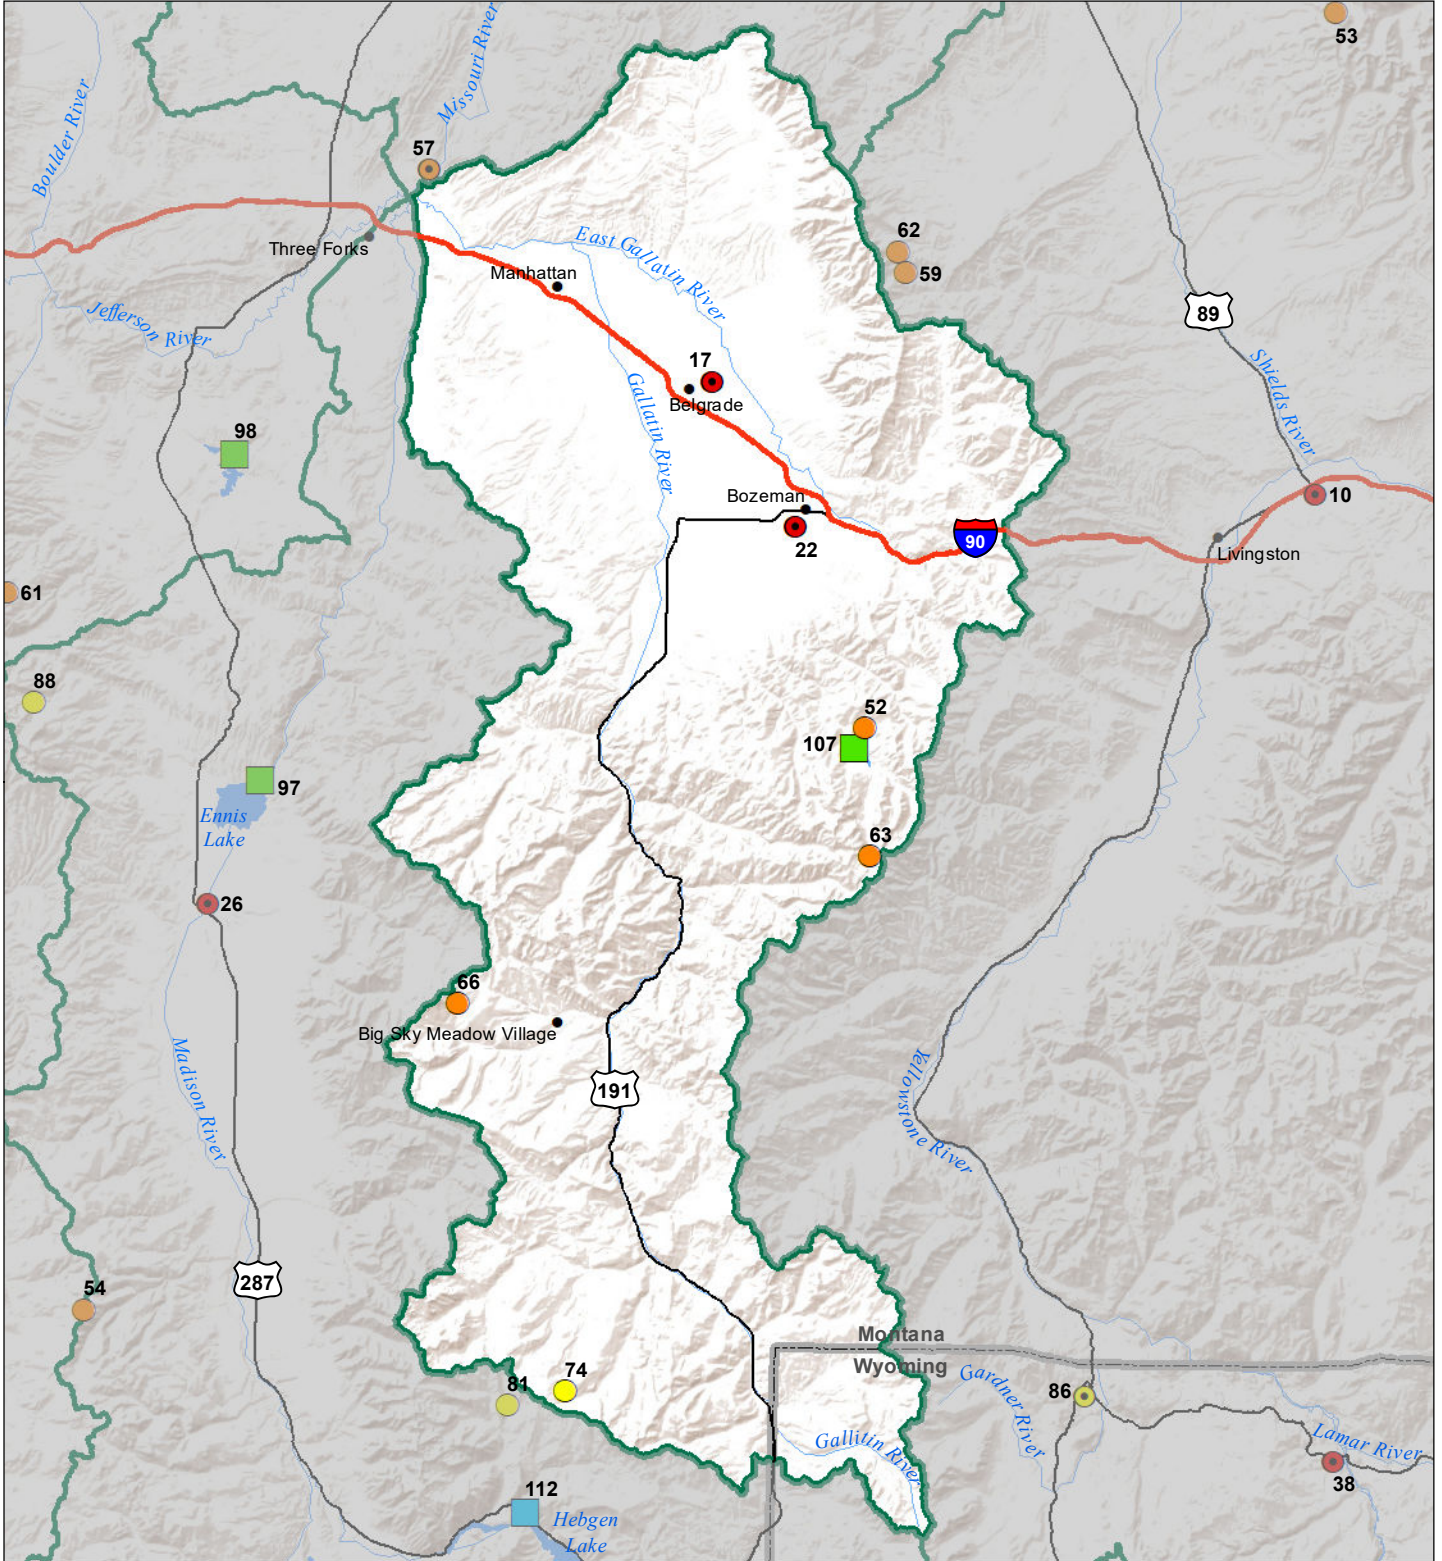 53
Missouri River
Boulder River
57
62
59
Three Forks
East Gallatin River
Manhattan
89
Jefferson River
Shields River
17
Belgrade
Gallatin River
98
Bozeman
10
22
90
Livingston
61
88
52
107
97
Ennis
Lake
63
26
66
Big Sky Meadow Village
Madison River
Yellowstone River
191
287
54
Montana
Wyoming
81
74
86
Gardner River
Gallitin River
Lamar River
38
112
Hebgen
Lake